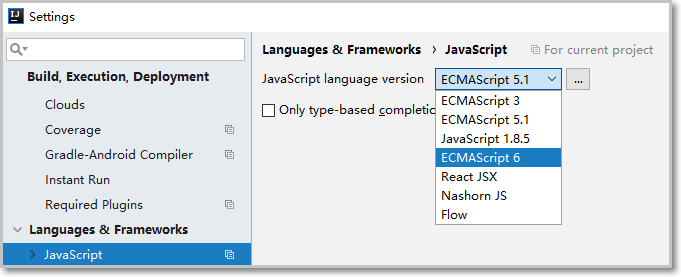 IJ
Settings
Build, Execution, Deployment
Clouds
Coverage
Gradle-Android Compiler
Instant Run
Required Plugins
Languages & Frameworks
JavaScript
Languages & Frameworks › JavaScript For current project
JavaScript language version ECMAScript 5.1 ...
Only type-based completio
ECMAScript 3
ECMAScript 5.1
JavaScript 1.8.5
ECMAScript 6
React JSX
Nashorn JS
Flow